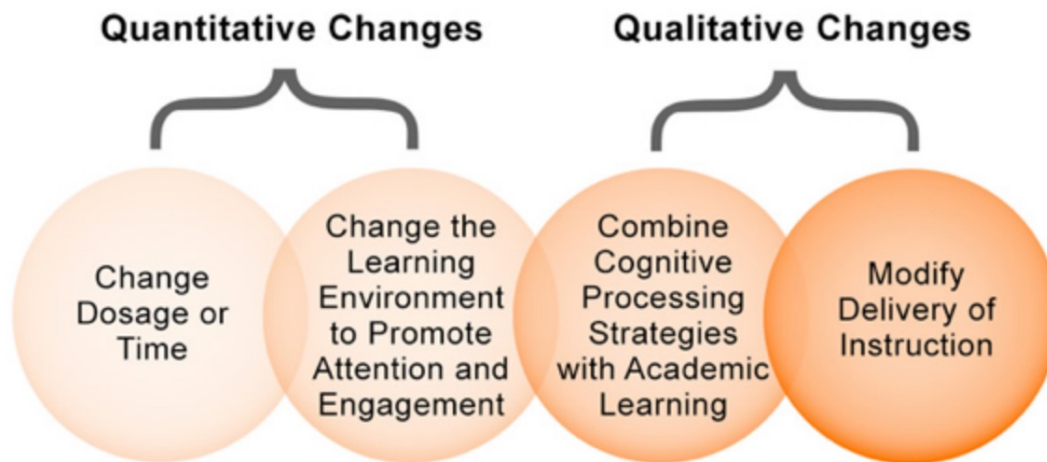 Quantitative Changes
Qualitative Changes
Change
Dosage or
Time
Change the
Learning
Environment
to Promote
Attention and
Engagement
Combine
Cognitive
Processing
Strategies
with Academic
Learning
Modify
Delivery of
Instruction